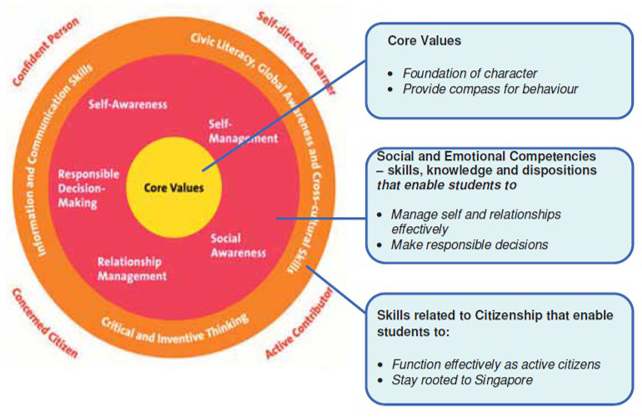 Confident Person
Self-directed Learner
Information and Communication Skills
Civic Literacy, Global Awareness and Cross-cultural Skills
Self-Awareness
Self-
Management
Responsible
Decision-
Making
Core Values
Social
Awareness
Relationship
Management
Critical and Inventive Thinking
Concerned Citizen
Active Contributor
Core Values
• Foundation of character
• Provide compass for behaviour
Social and Emotional Competencies
– skills, knowledge and dispositions
that enable students to
• Manage self and relationships
effectively
• Make responsible decisions
Skills related to Citizenship that enable
students to:
• Function effectively as active citizens
• Stay rooted to Singapore